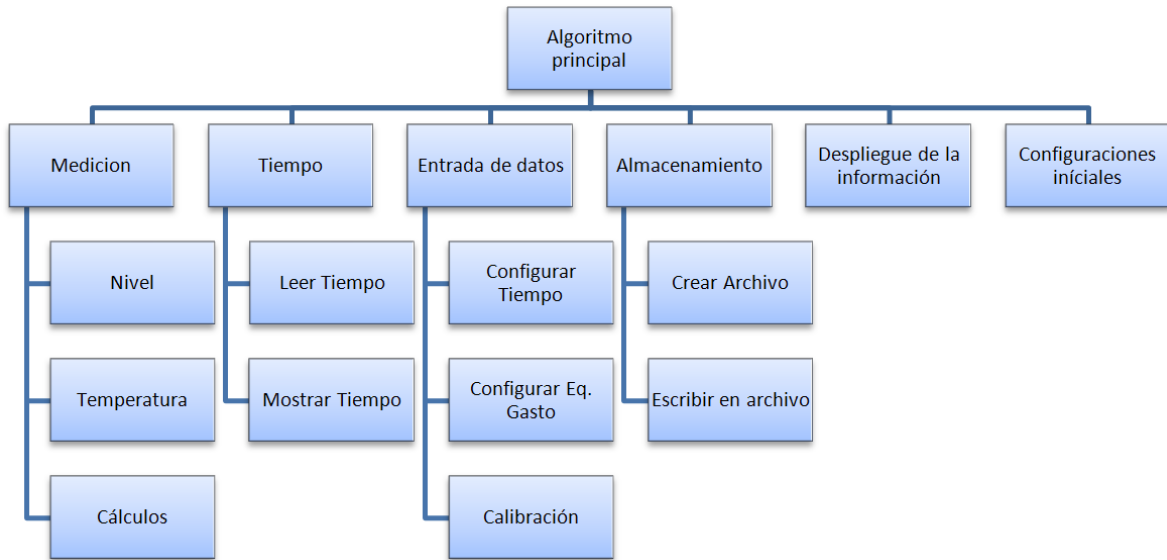 Algoritmo
principal
Medicion
Tiempo
Entrada de datos
Almacenamiento
Despliegue de la
información
Configuraciones
iníciales
Nivel
Leer Tiempo
Configurar
Tiempo
Crear Archivo
Temperatura
Mostrar Tiempo
Configurar Eq.
Gasto
Escribir en archivo
Cálculos
Calibración